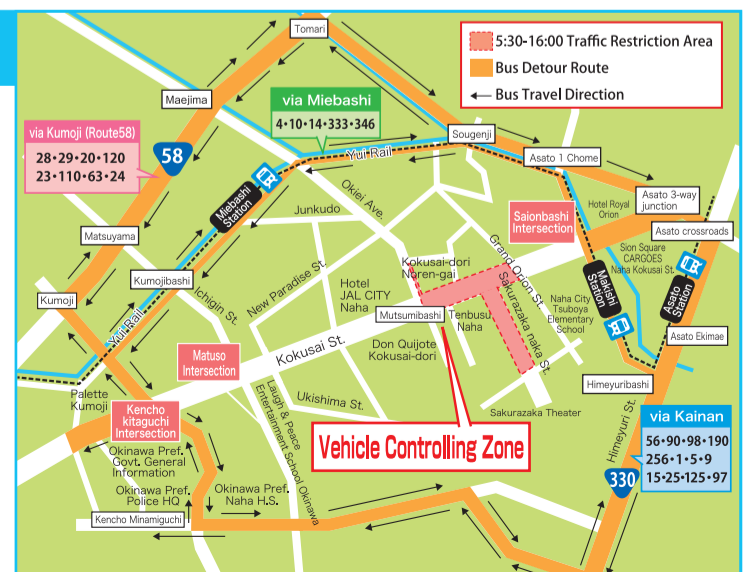 Tomari
5:30-16:00 Traffic Restriction Area
Bus Detour Route
Bus Travel Direction
Maejima
via Miebashi
4•10•14•333•346
via Kumoji (Route58)
28•29•20•120
23•110•63•24
58
Sougenji
Yui Rail
Asato 1 Chome
Miebashi
Station
Okiei Ave.
Hotel Royal
Orion
Asato 3-way
junction
Junkudo
Saionbashi
Intersection
Asato crossroads
Matsuyama
Kokusai-dori
Noren-gai
Grand Orion St.
Sion Square
CARGOES
Naha Kokusai St.
Kumojibashi
New Paradise St.
Hotel
JAL CITY
Naha
Makishi
Station
Asato
Station
Kumoji
Ichigin St.
Mutsumibashi
Tenbusu
Naha
Sakurazaka naka St.
Naha City
Tsuboya
Elementary
School
Yui Rail
Kokusai St.
Don Quijote
Kokusai-dori
Asato Ekimae
Matuso
Intersection
Himeyuribashi
Palette
Kumoji
Ukishima St.
Sakurazaka Theater
Kencho
kitaguchi
Intersection
Laugh & Peace
Entertainment School Okinawa
Vehicle Controlling Zone
Himeyuri St.
via Kainan
56•90•98•190
256•1•5•9
15•25•125•97
330
Okinawa Pref.
Govt. General
Information
Okinawa Pref.
Police HQ
Okinawa Pref.
Naha H.S.
Kencho Minamiguchi